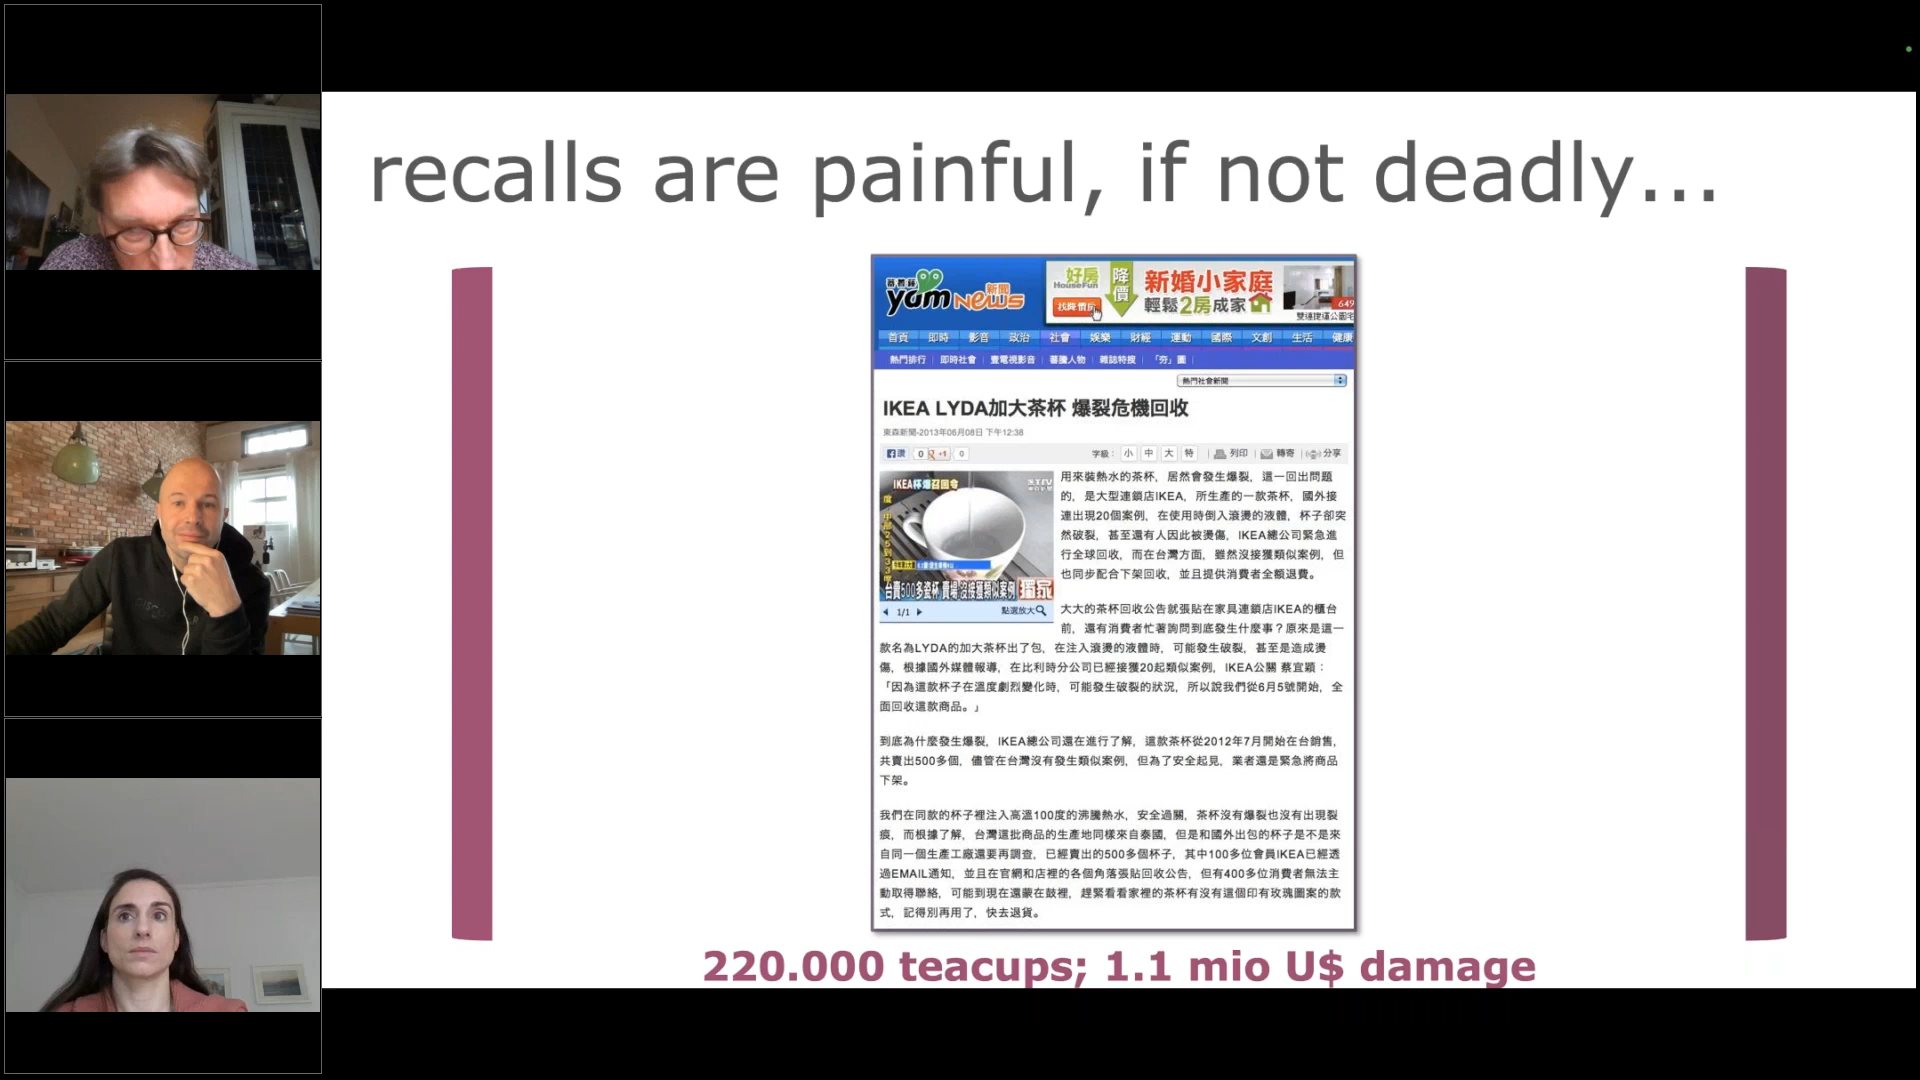 recalls are painful, if not deadly...
蕃薯藤
yam News 新聞
好房
HouseFun
找降價房
降價
新婚小家庭
輕鬆2房成家
649
雙連捷運公園宅
首頁 即時 影音 政治 社會 娛樂 財經 運動 國際 文創 生活 健康
熱門排行 | 即時社會 | 壹電視影音 | 蕃騰人物 | 雜誌特搜 | 「夯」圖 |
熱門社會新聞
IKEA LYDA加大茶杯 爆裂危機回收
東森新聞-2013年06月08日 下午12:38
讚 0 +1 0 字級： 小 中 大 特 | 列印 | 轉寄 | 分享
IKEA杯爆召回令
台賣500多瓷杯 賣場:沒接獲類似案例 獨家
1/1 點選放大
用來裝熱水的茶杯，居然會發生爆裂，這一回出問題
的，是大型連鎖店IKEA，所生產的一款茶杯，國外接
連出現20個案例，在使用時倒入滾燙的液體，杯子卻突
然破裂，甚至還有人因此被燙傷，IKEA總公司緊急進
行全球回收，而在台灣方面，雖然沒接獲類似案例，但
也同步配合下架回收，並且提供消費者全額退費。
大大的茶杯回收公告就張貼在家具連鎖店IKEA的櫃台
前，還有消費者忙著詢問到底發生什麼事？原來是這一
款名為LYDA的加大茶杯出了包，在注入滾燙的液體時，可能發生破裂，甚至是造成燙
傷，根據國外媒體報導，在比利時分公司已經接獲20起類似案例，IKEA公關 蔡宜穎：
「因為這款杯子在溫度劇烈變化時，可能發生破裂的狀況，所以說我們從6月5號開始，全
面回收這款商品。」
到底為什麼發生爆裂，IKEA總公司還在進行了解，這款茶杯從2012年7月開始在台銷售，
共賣出500多個，儘管在台灣沒有發生類似案例，但為了安全起見，業者還是緊急將商品
下架。
我們在同款的杯子裡注入高溫100度的沸騰熱水，安全過關，茶杯沒有爆裂也沒有出現裂
痕，而根據了解，台灣這批商品的生產地同樣來自泰國，但是和國外出包的杯子是不是來
自同一個生產工廠還要再調查，已經賣出的500多個杯子，其中100多位會員IKEA已經透
過EMAIL通知，並且在官網和店裡的各個角落張貼回收公告，但有400多位消費者無法主
動取得聯絡，可能到現在還蒙在鼓裡，趕緊看看家裡的茶杯有沒有這個印有玫瑰圖案的款
式，記得別再用了，快去退貨。
220.000 teacups; 1.1 mio U$ damage